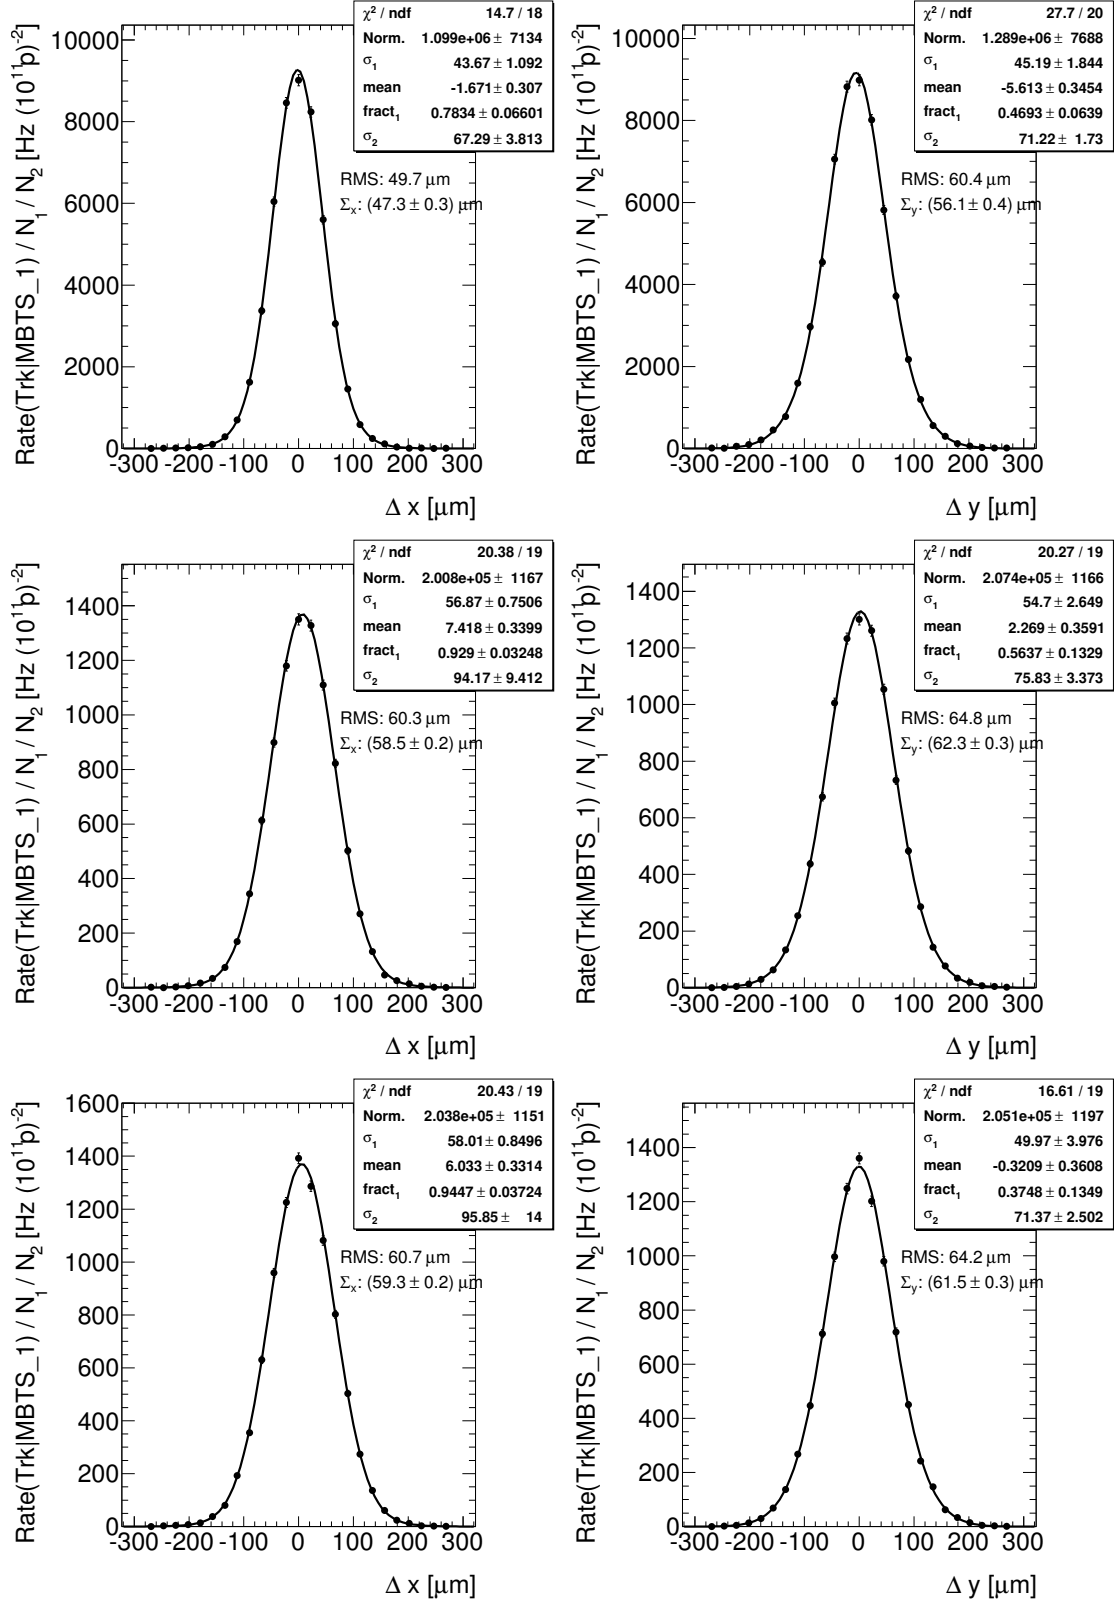 χ² / ndf 14.7 / 18
Norm. 1.099e+06 ± 7134
σ₁ 43.67 ± 1.092
mean -1.671 ± 0.307
fract₁ 0.7834 ± 0.06601
σ₂ 67.29 ± 3.813
RMS: 49.7 μm
Σₓ: (47.3 ± 0.3) μm
Rate(Trk|MBTS_1) / N₁ / N₂ [Hz (10¹¹p)⁻²]
10000
8000
6000
4000
2000
0
-300 -200 -100 0 100 200 300
Δ x [μm]
χ² / ndf 27.7 / 20
Norm. 1.289e+06 ± 7688
σ₁ 45.19 ± 1.844
mean -5.613 ± 0.3454
fract₁ 0.4693 ± 0.0639
σ₂ 71.22 ± 1.73
RMS: 60.4 μm
Σy: (56.1 ± 0.4) μm
Rate(Trk|MBTS_1) / N₁ / N₂ [Hz (10¹¹p)⁻²]
10000
8000
6000
4000
2000
0
-300 -200 -100 0 100 200 300
Δ y [μm]
χ² / ndf 20.38 / 19
Norm. 2.008e+05 ± 1167
σ₁ 56.87 ± 0.7506
mean 7.418 ± 0.3399
fract₁ 0.929 ± 0.03248
σ₂ 94.17 ± 9.412
RMS: 60.3 μm
Σₓ: (58.5 ± 0.2) μm
Rate(Trk|MBTS_1) / N₁ / N₂ [Hz (10¹¹p)⁻²]
1400
1200
1000
800
600
400
200
0
-300 -200 -100 0 100 200 300
Δ x [μm]
χ² / ndf 20.27 / 19
Norm. 2.074e+05 ± 1166
σ₁ 54.7 ± 2.649
mean 2.269 ± 0.3591
fract₁ 0.5637 ± 0.1329
σ₂ 75.83 ± 3.373
RMS: 64.8 μm
Σy: (62.3 ± 0.3) μm
Rate(Trk|MBTS_1) / N₁ / N₂ [Hz (10¹¹p)⁻²]
1400
1200
1000
800
600
400
200
0
-300 -200 -100 0 100 200 300
Δ y [μm]
χ² / ndf 20.43 / 19
Norm. 2.038e+05 ± 1151
σ₁ 58.01 ± 0.8496
mean 6.033 ± 0.3314
fract₁ 0.9447 ± 0.03724
σ₂ 95.85 ± 14
RMS: 60.7 μm
Σₓ: (59.3 ± 0.2) μm
Rate(Trk|MBTS_1) / N₁ / N₂ [Hz (10¹¹p)⁻²]
1600
1400
1200
1000
800
600
400
200
0
-300 -200 -100 0 100 200 300
Δ x [μm]
χ² / ndf 16.61 / 19
Norm. 2.051e+05 ± 1197
σ₁ 49.97 ± 3.976
mean -0.3209 ± 0.3608
fract₁ 0.3748 ± 0.1349
σ₂ 71.37 ± 2.502
RMS: 64.2 μm
Σy: (61.5 ± 0.3) μm
Rate(Trk|MBTS_1) / N₁ / N₂ [Hz (10¹¹p)⁻²]
1400
1200
1000
800
600
400
200
0
-300 -200 -100 0 100 200 300
Δ y [μm]